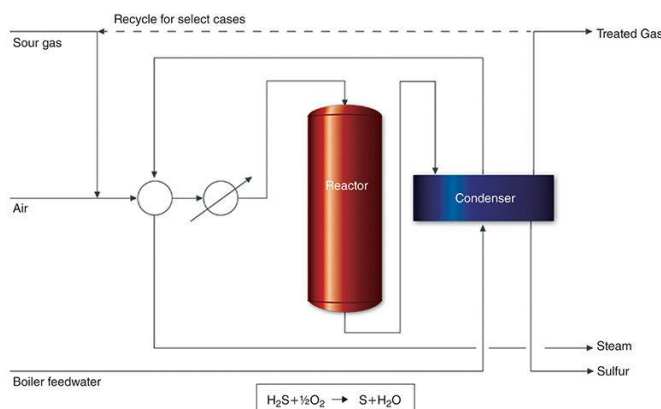 Recycle for select cases
Sour gas
Treated Gas
Reactor
Condenser
Air
Steam
Boiler feedwater
Sulfur
H₂S+½O₂ → S+H₂O